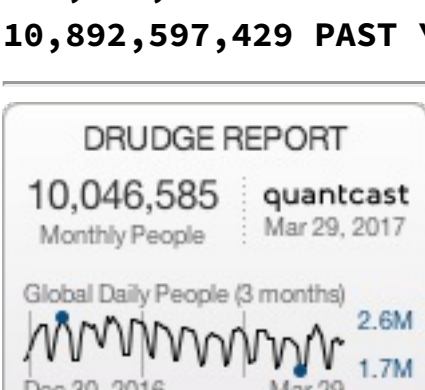 10,892,597,429 PAST
DRUDGE REPORT
10,046,585
Monthly People
quantcast
Mar 29, 2017
Global Daily People (3 months)
2.6M
1.7M
Dec 30, 2016
Mar 29